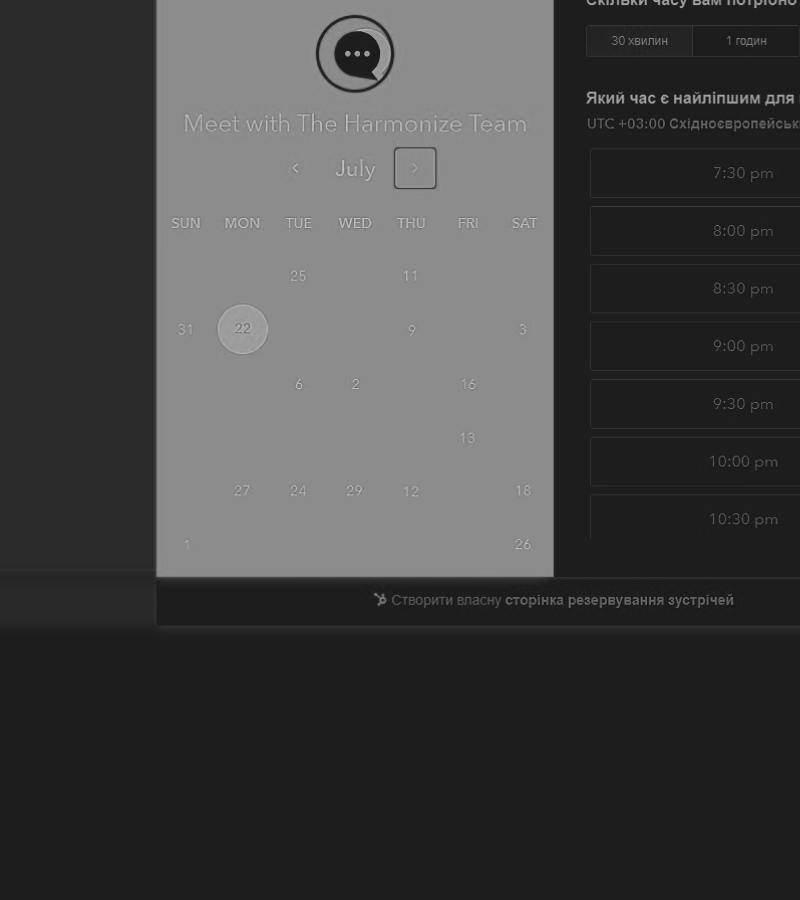 Скільки часу вам потрібно
30 хвилин 1 годин
Meet with The Harmonize Team
July
SUN MON TUE WED THU FRI SAT
25 11
31 22 9 3
6 2 16
13
27 24 29 12 18
1 26
Який час є найліпшим для
UTC +03:00 Східноєвропейськ
7:30 pm
8:00 pm
8:30 pm
9:00 pm
9:30 pm
10:00 pm
10:30 pm
Створити власну сторінка резервування зустрічей